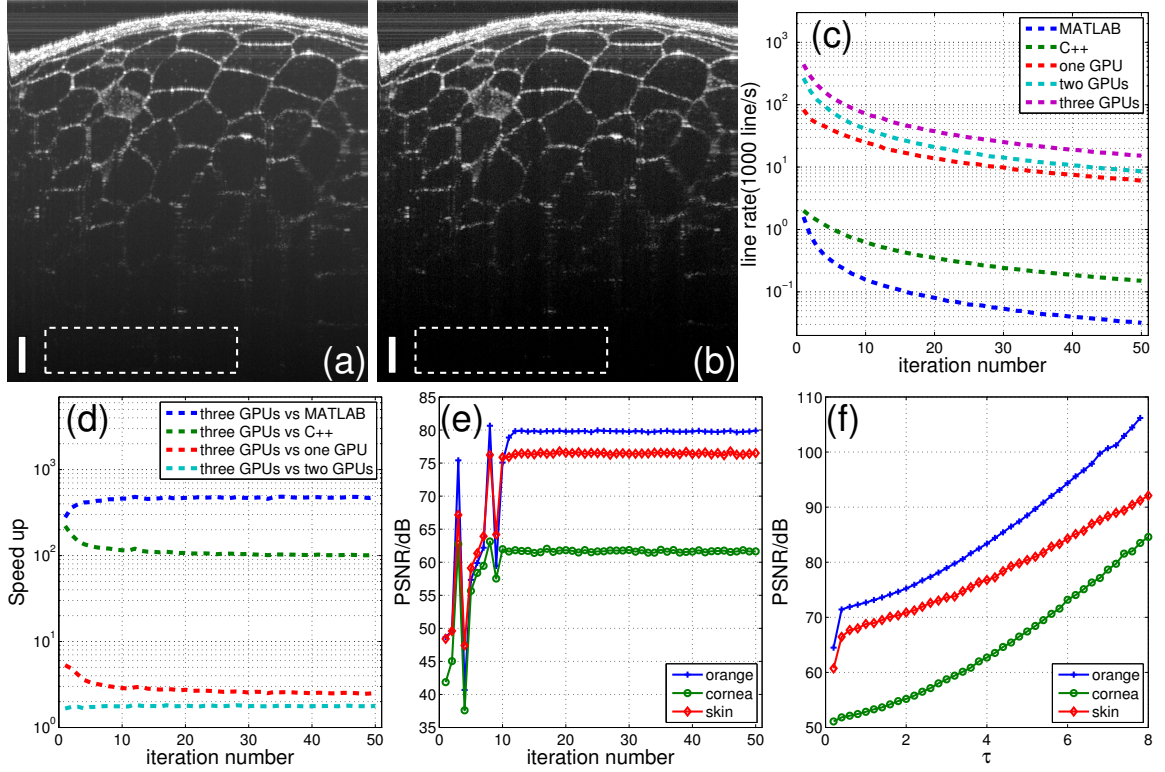 (a)
(b)
(c)
MATLAB
C++
one GPU
two GPUs
three GPUs
line rate(1000 line/s)
10^3
10^2
10^1
10^0
10^-1
0 10 20 30 40 50
iteration number
(d)
three GPUs vs MATLAB
three GPUs vs C++
three GPUs vs one GPU
three GPUs vs two GPUs
Speed up
10^3
10^2
10^1
10^0
0 10 20 30 40 50
iteration number
(e)
PSNR/dB
85
80
75
70
65
60
55
50
45
40
35
orange
cornea
skin
0 10 20 30 40 50
iteration number
(f)
PSNR/dB
110
100
90
80
70
60
50
orange
cornea
skin
0 2 4 6 8
τ